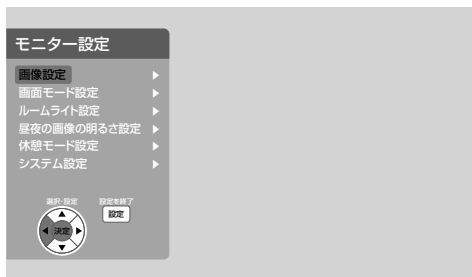 モニター設定
画像設定
画面モード設定
ルームライト設定
昼夜の画像の明るさ設定
休憩モード設定
システム設定
選択・設定 設定を終了
決定 設定